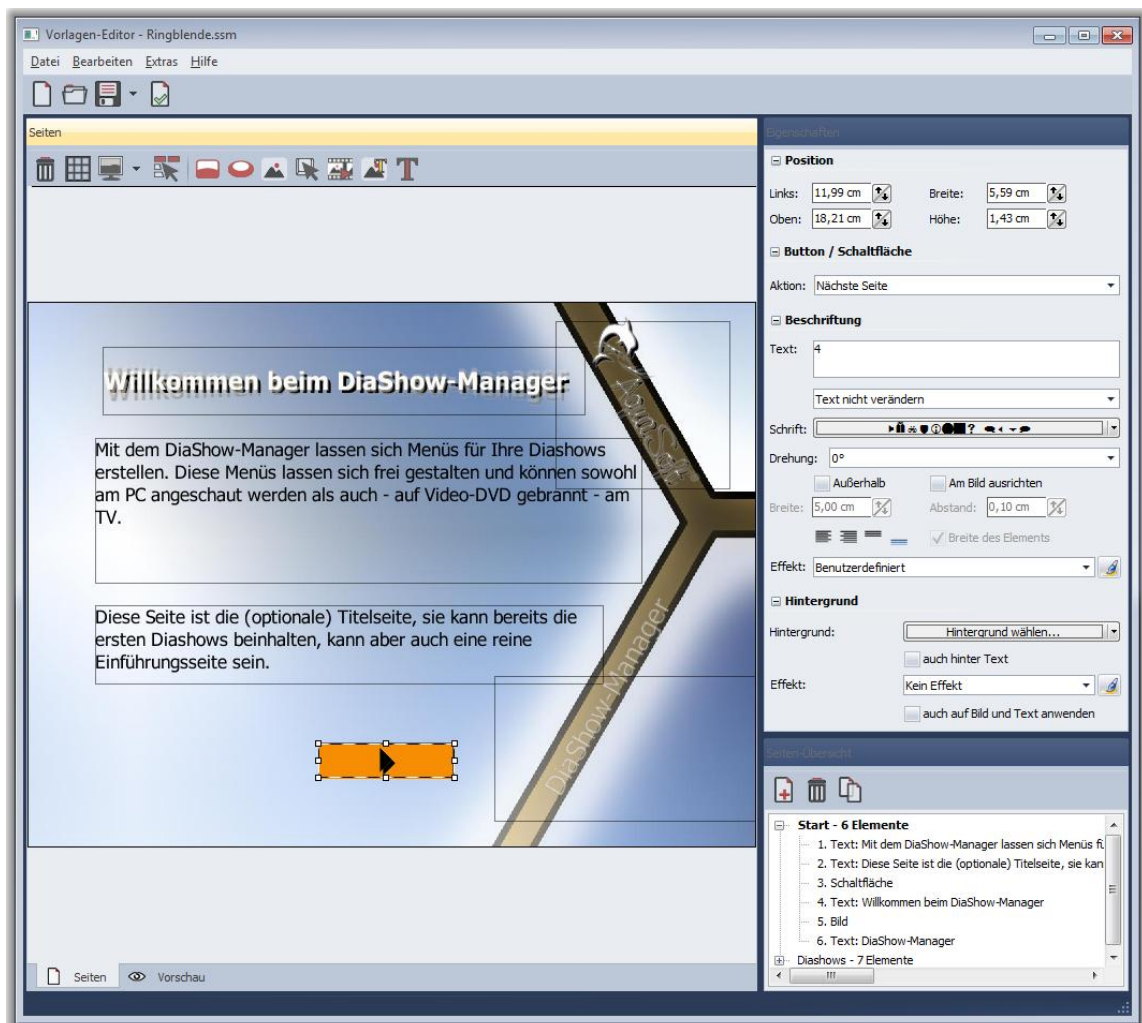 Vorlagen-Editor - Ringblende.ssm
Datei Bearbeiten Extras Hilfe
Seiten
Willkommen beim DiaShow-Manager
AquaSoft
Mit dem DiaShow-Manager lassen sich Menüs für Ihre Diashows
erstellen. Diese Menüs lassen sich frei gestalten und können sowohl
am PC angeschaut werden als auch - auf Video-DVD gebrannt - am
TV.
Diese Seite ist die (optionale) Titelseite, sie kann bereits die
ersten Diashows beinhalten, kann aber auch eine reine
Einführungsseite sein.
DiaShow-Manager
Seiten Vorschau
Eigenschaften
Position
Links: 11,99 cm Breite: 5,59 cm
Oben: 18,21 cm Höhe: 1,43 cm
Button / Schaltfläche
Aktion: Nächste Seite
Beschriftung
Text: 4
Text nicht verändern
Schrift:
Drehung: 0°
Außerhalb Am Bild ausrichten
Breite: 5,00 cm Abstand: 0,10 cm
Breite des Elements
Effekt: Benutzerdefiniert
Hintergrund
Hintergrund: Hintergrund wählen...
auch hinter Text
Effekt: Kein Effekt
auch auf Bild und Text anwenden
Seiten-Übersicht
Start - 6 Elemente
1. Text: Mit dem DiaShow-Manager lassen sich Menüs fü
2. Text: Diese Seite ist die (optionale) Titelseite, sie kan
3. Schaltfläche
4. Text: Willkommen beim DiaShow-Manager
5. Bild
6. Text: DiaShow-Manager
Diashows - 7 Elemente